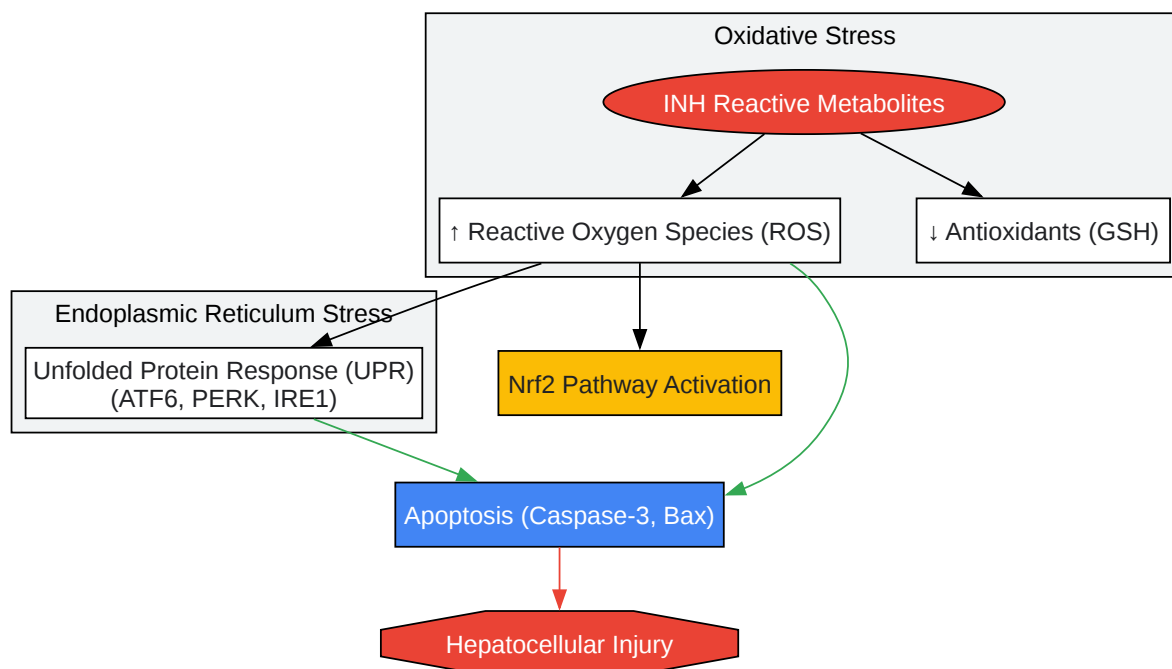 Oxidative Stress
INH Reactive Metabolites
↑ Reactive Oxygen Species (ROS)
↓ Antioxidants (GSH)
Endoplasmic Reticulum Stress
Unfolded Protein Response (UPR)
(ATF6, PERK, IRE1)
Nrf2 Pathway Activation
Apoptosis (Caspase-3, Bax)
Hepatocellular Injury